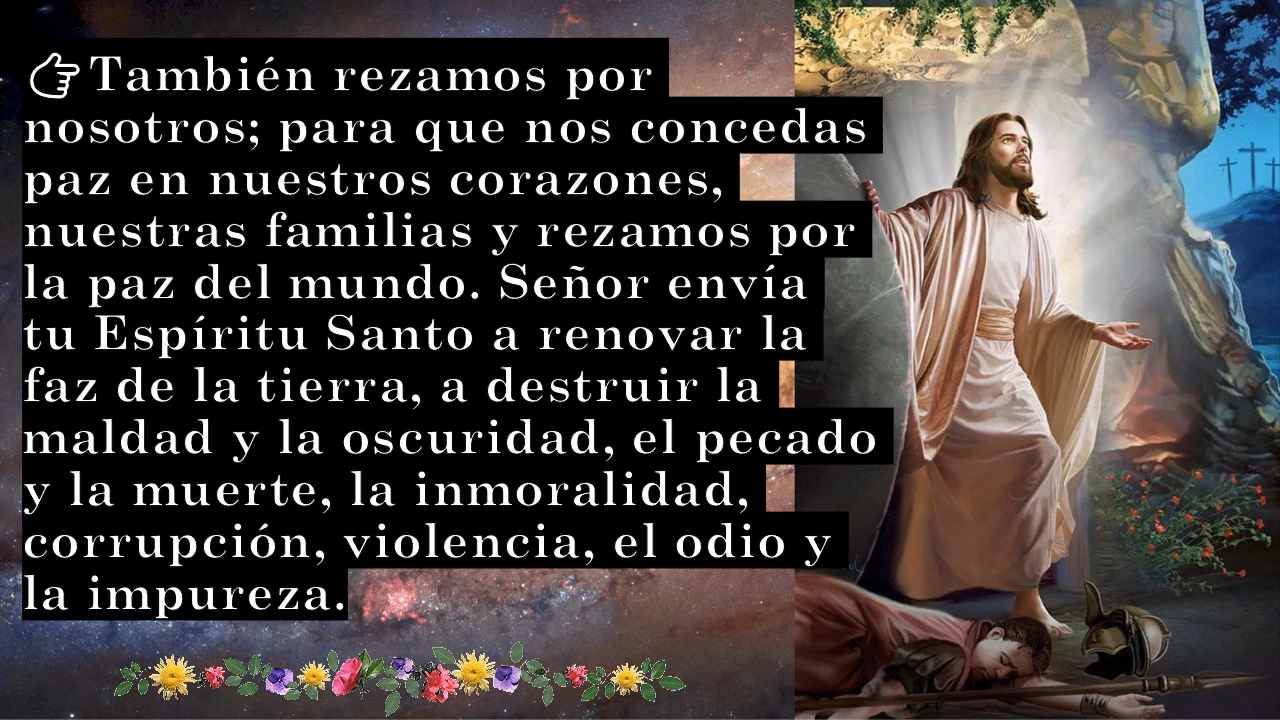 👉También rezamos por
nosotros; para que nos concedas
paz en nuestros corazones,
nuestras familias y rezamos por
la paz del mundo. Señor envía
tu Espíritu Santo a renovar la
faz de la tierra, a destruir la
maldad y la oscuridad, el pecado
y la muerte, la inmoralidad,
corrupción, violencia, el odio y
la impureza.